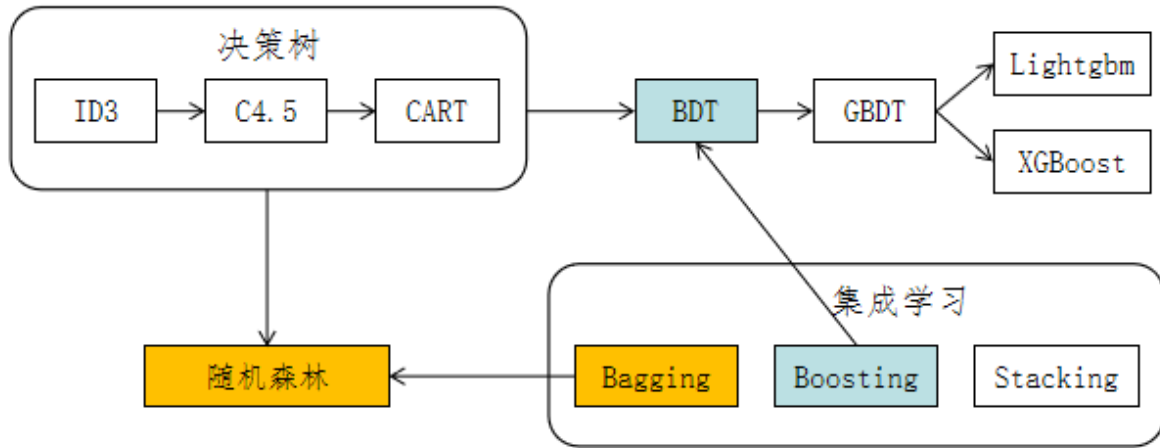 决策树
ID3
C4.5
CART
BDT
GBDT
Lightgbm
XGBoost
集成学习
随机森林
Bagging
Boosting
Stacking